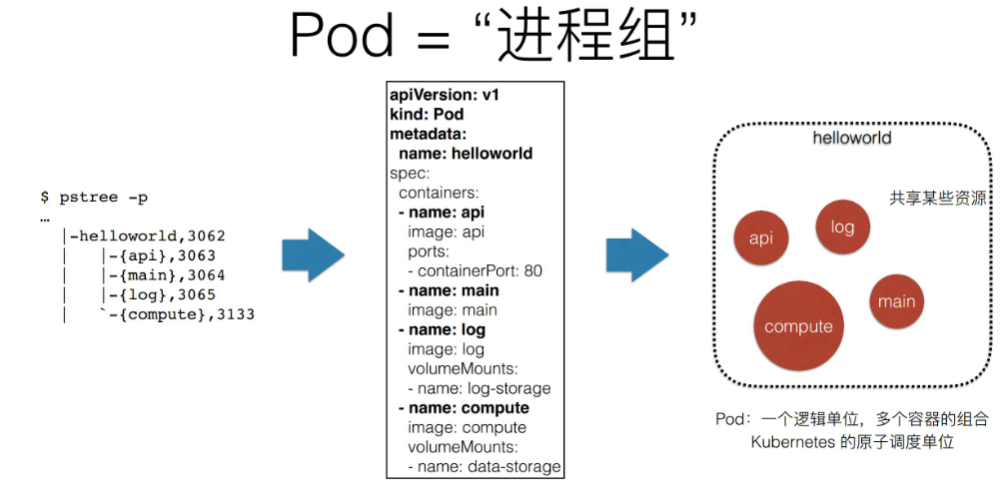 Pod = “进程组”
$ pstree -p
…
|-helloworld,3062
|   |-{api},3063
|   |-{main},3064
|   |-{log},3065
|   `-{compute},3133
apiVersion: v1
kind: Pod
metadata:
  name: helloworld
spec:
  containers:
  - name: api
    image: api
    ports:
    - containerPort: 80
  - name: main
    image: main
  - name: log
    image: log
    volumeMounts:
    - name: log-storage
  - name: compute
    image: compute
    volumeMounts:
    - name: data-storage
helloworld
共享某些资源
api
log
main
compute
Pod：一个逻辑单位，多个容器的组合
Kubernetes 的原子调度单位